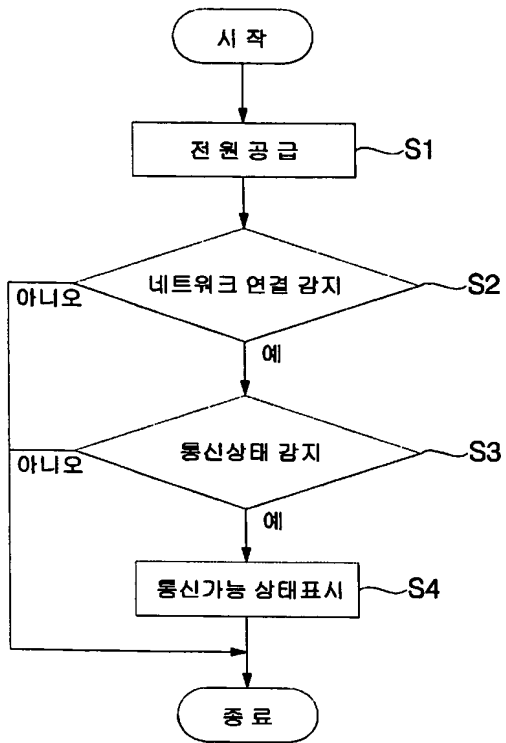 시 작
전 원 공 급
S1
네트워크 연결 감지
S2
아니오
예
통신상태 감지
S3
아니오
예
통신가능 상태표시
S4
종 료